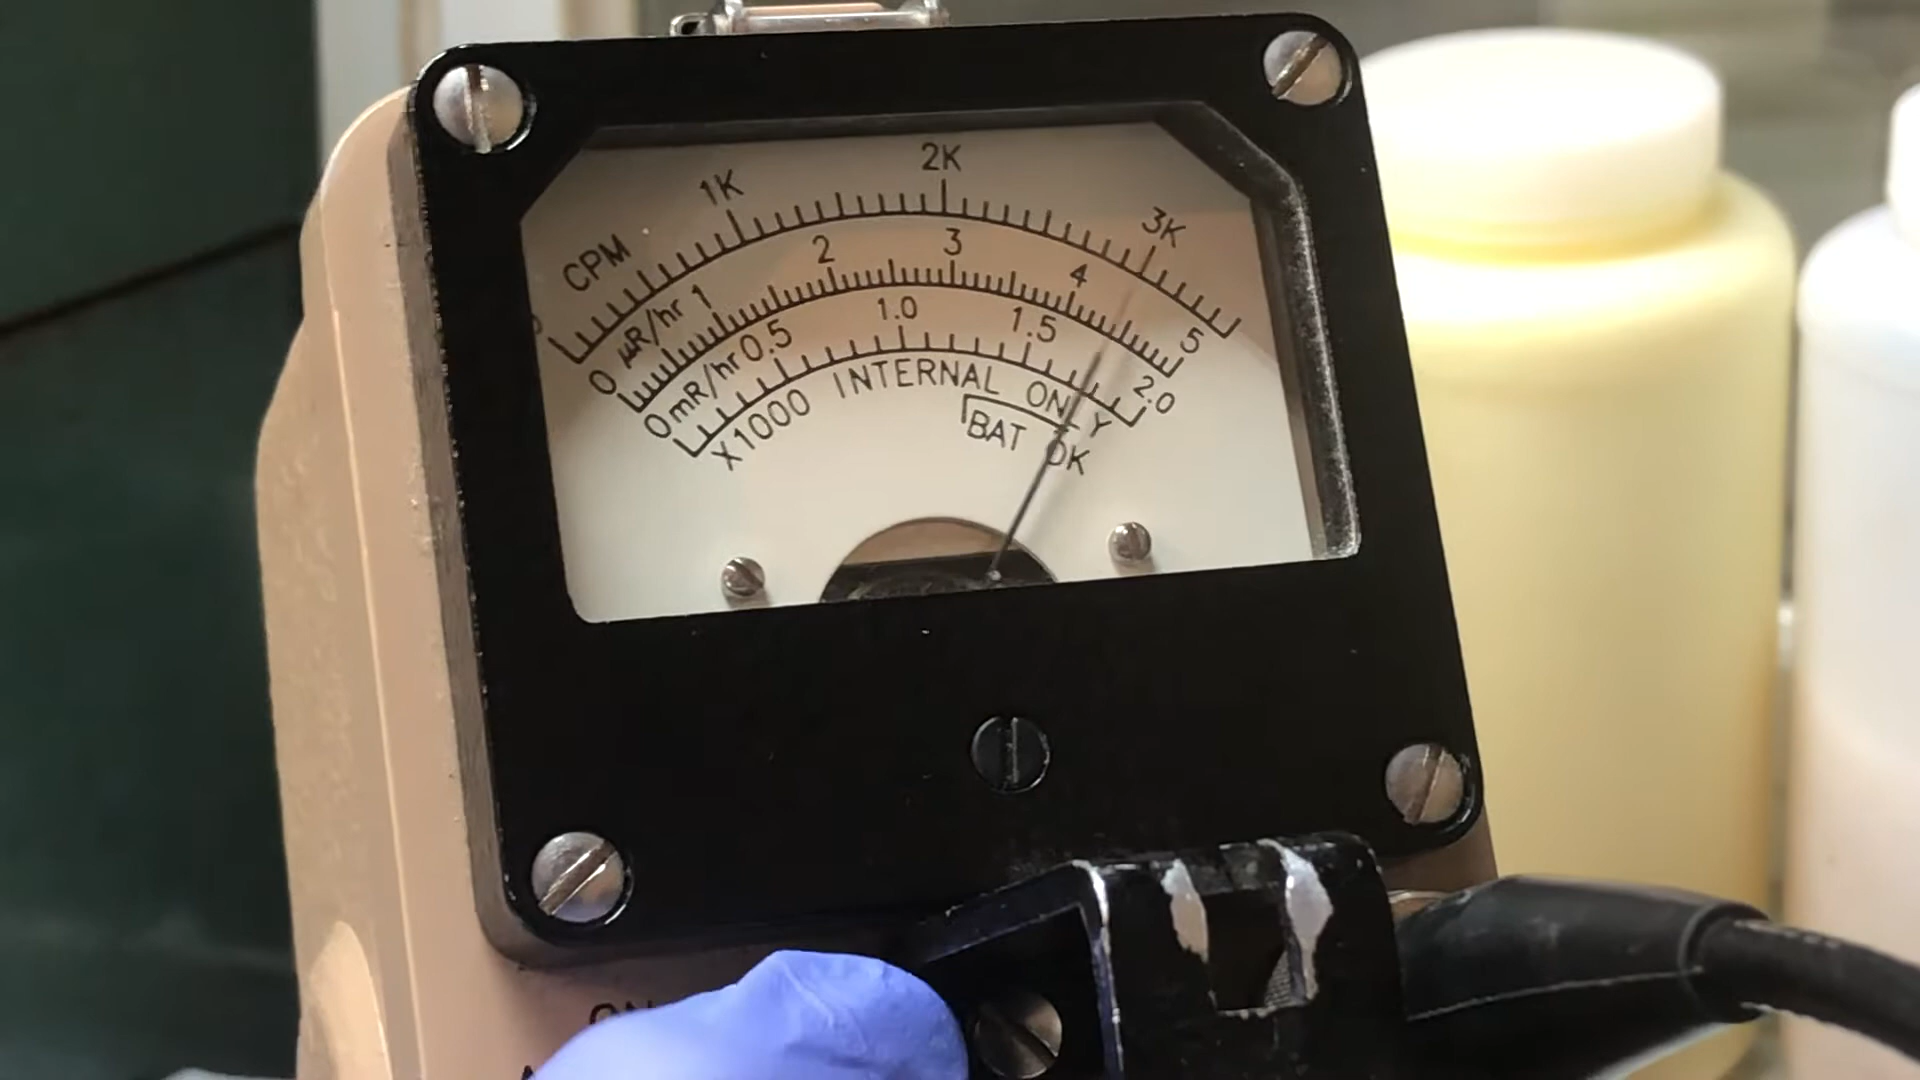 1K 2K 3K
CPM
μR/hr 1 2 3 4 5
0
mR/hr 0.5 1.0 1.5 2.0
0
X1000 INTERNAL ONLY
BAT OK
ON